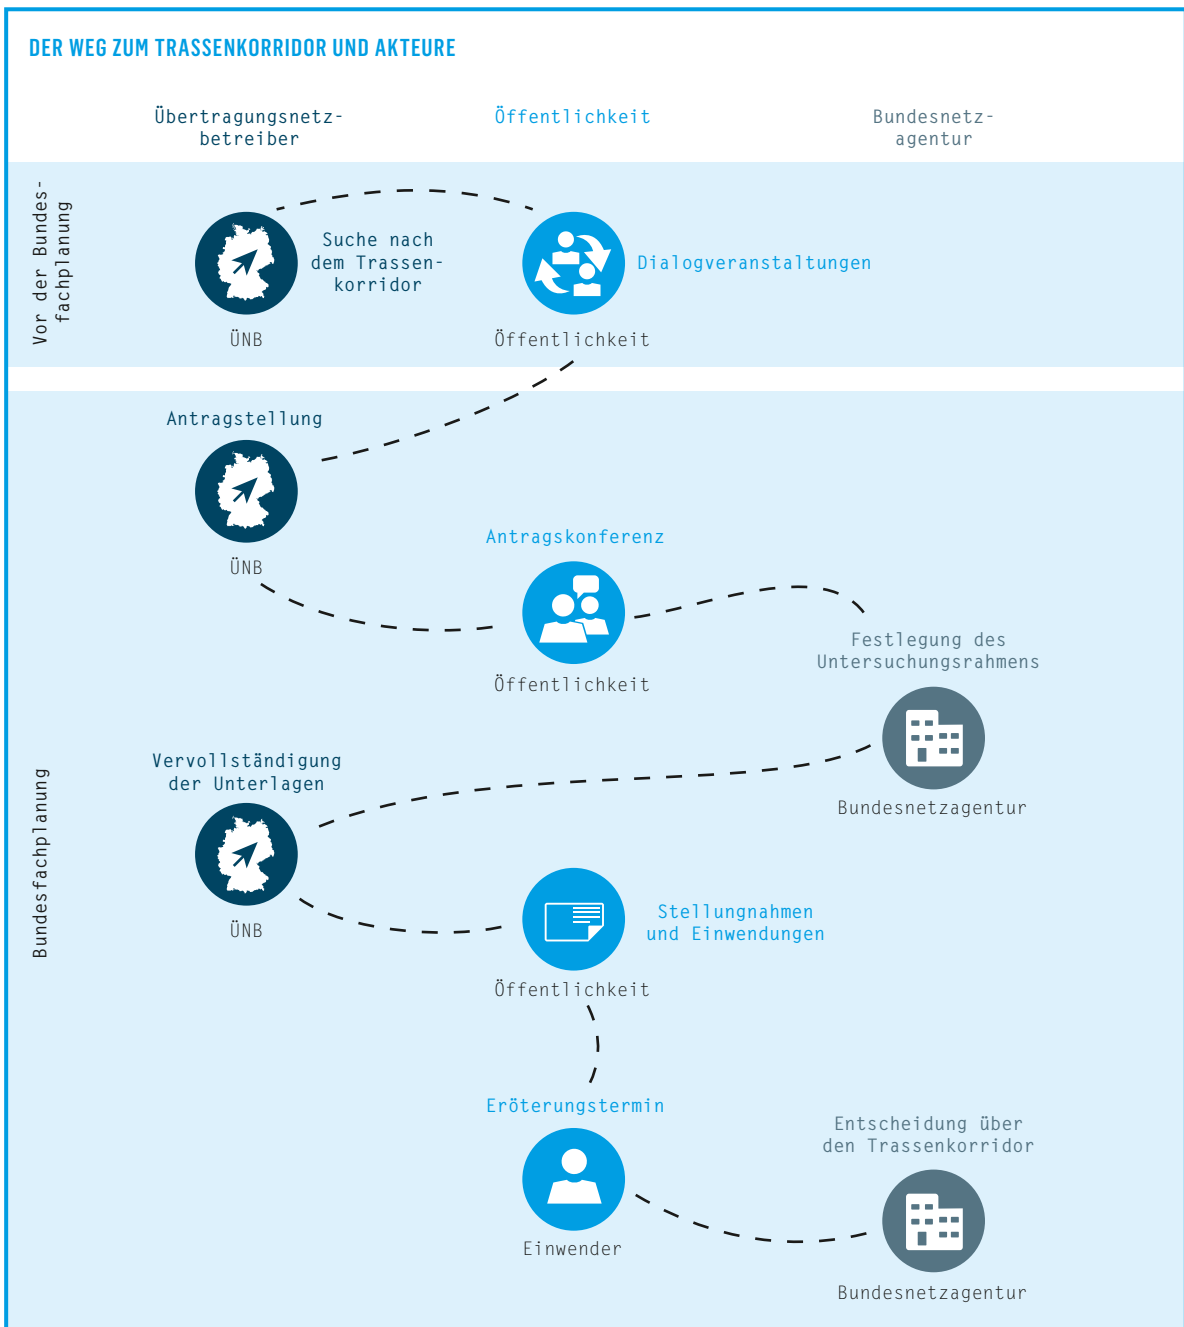 DER WEG ZUM TRASSENKORRIDOR UND AKTEURE
Übertragungsnetz-
betreiber
Öffentlichkeit
Bundesnetz-
agentur
Vor der Bundes-
fachplanung
Suche nach
dem Trassen-
korridor
ÜNB
Dialogveranstaltungen
Öffentlichkeit
Bundesfachplanung
Antragstellung
ÜNB
Antragskonferenz
Öffentlichkeit
Festlegung des
Untersuchungsrahmens
Bundesnetzagentur
Vervollständigung
der Unterlagen
ÜNB
Stellungnahmen
und Einwendungen
Öffentlichkeit
Eröterungstermin
Einwender
Entscheidung über
den Trassenkorridor
Bundesnetzagentur